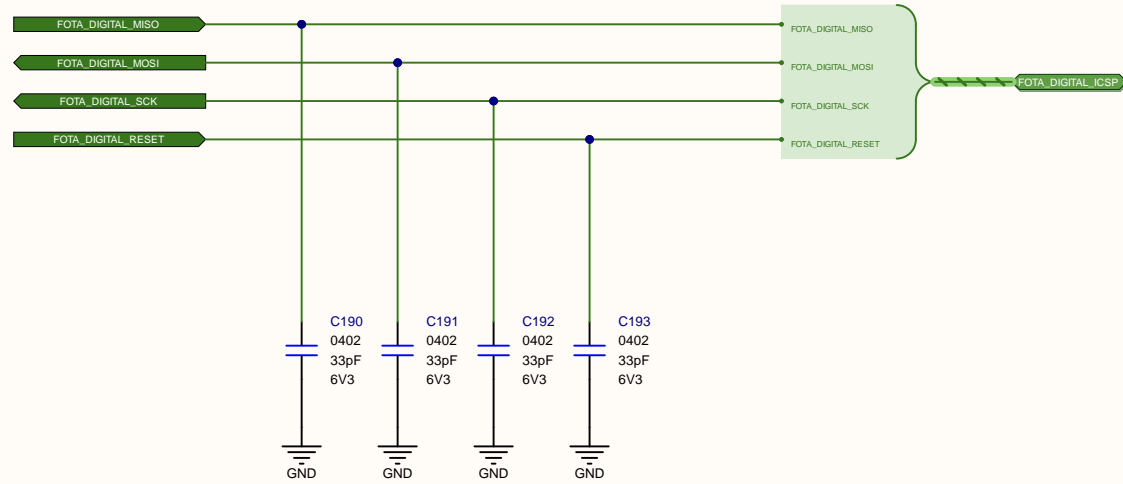 FOTA_DIGITAL_MISO
FOTA_DIGITAL_MISO
FOTA_DIGITAL_MOSI
FOTA_DIGITAL_MOSI
FOTA_DIGITAL_ICSP
FOTA_DIGITAL_SCK
FOTA_DIGITAL_SCK
FOTA_DIGITAL_RESET
FOTA_DIGITAL_RESET
C190
0402
33pF
6V3
C191
0402
33pF
6V3
C192
0402
33pF
6V3
C193
0402
33pF
6V3
GND
GND
GND
GND